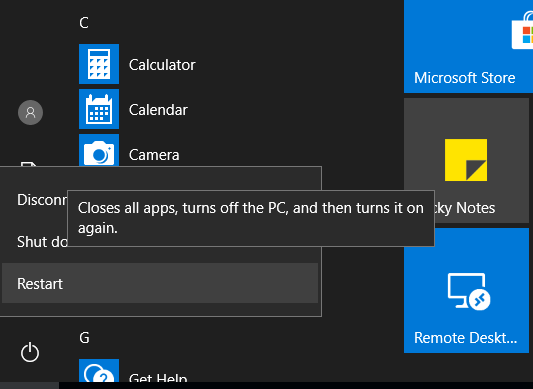 C
Calculator
Calendar
Camera
Microsoft Store
Disconn
Closes all apps, turns off the PC, and then turns it on
again.
cky Notes
Shut do
Restart
Remote Deskt...
G
Get Help